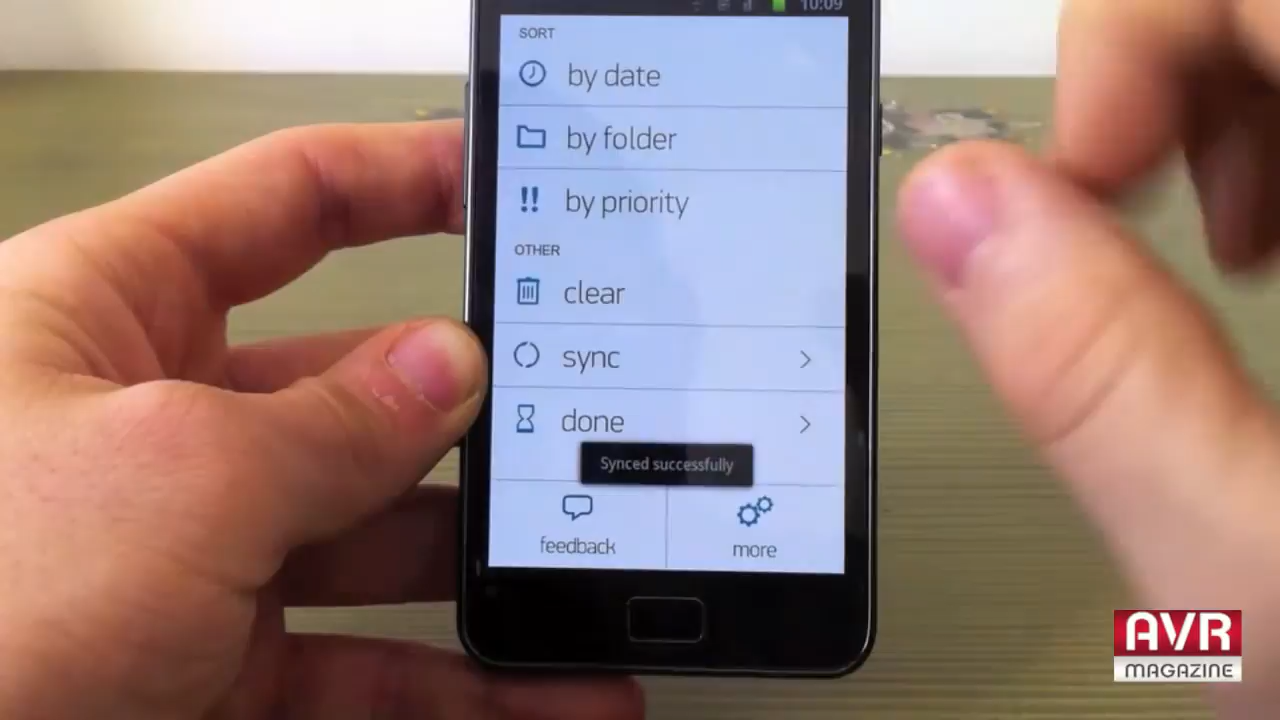 10:09
SORT
by date
by folder
!! by priority
OTHER
clear
sync
done
Synced successfully
feedback
more
AVR
MAGAZINE